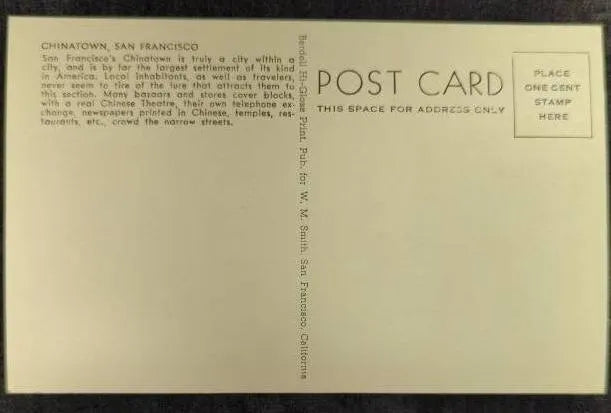 CHINATOWN, SAN FRANCISCO
San Francisco's Chinatown is truly a city within a
city, and is by far the largest settlement of its kind
in America. Local inhabitants, as well as travelers,
never seem to tire of the lure that attracts them to
this section. Many bazaars and stores cover blocks,
with a real Chinese Theatre, their own telephone ex-
change, newspapers printed in Chinese, temples, res-
taurants, etc., crowd the narrow streets.
Berdell Hi-Gloss Print, Pub. for W. M. Smith, San Francisco, California
POST CARD
THIS SPACE FOR ADDRESS ONLY
PLACE
ONE CENT
STAMP
HERE